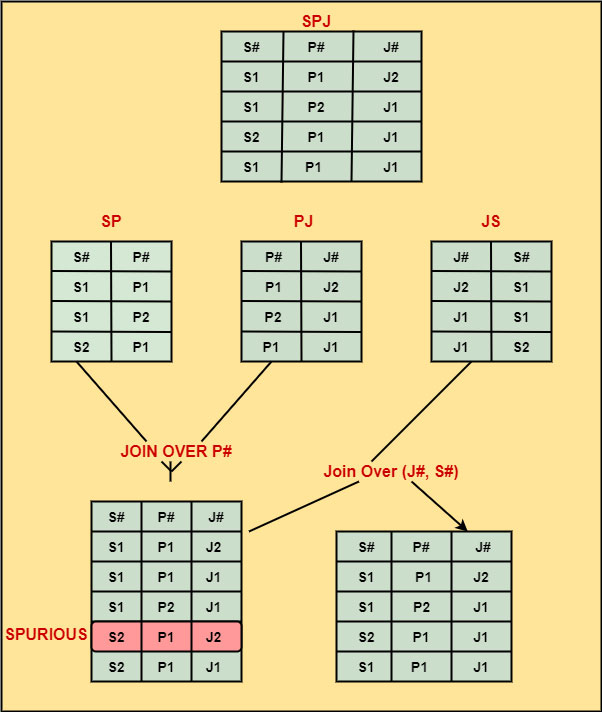 SPJ
S# P# J#
S1 P1 J2
S1 P2 J1
S2 P1 J1
S1 P1 J1
SP
S# P#
S1 P1
S1 P2
S2 P1
PJ
P# J#
P1 J2
P2 J1
P1 J1
JS
J# S#
J2 S1
J1 S1
J1 S2
JOIN OVER P#
Join Over (J#, S#)
S# P# J#
S1 P1 J2
S1 P1 J1
S1 P2 J1
SPURIOUS S2 P1 J2
S2 P1 J1
S# P# J#
S1 P1 J2
S1 P2 J1
S2 P1 J1
S1 P1 J1